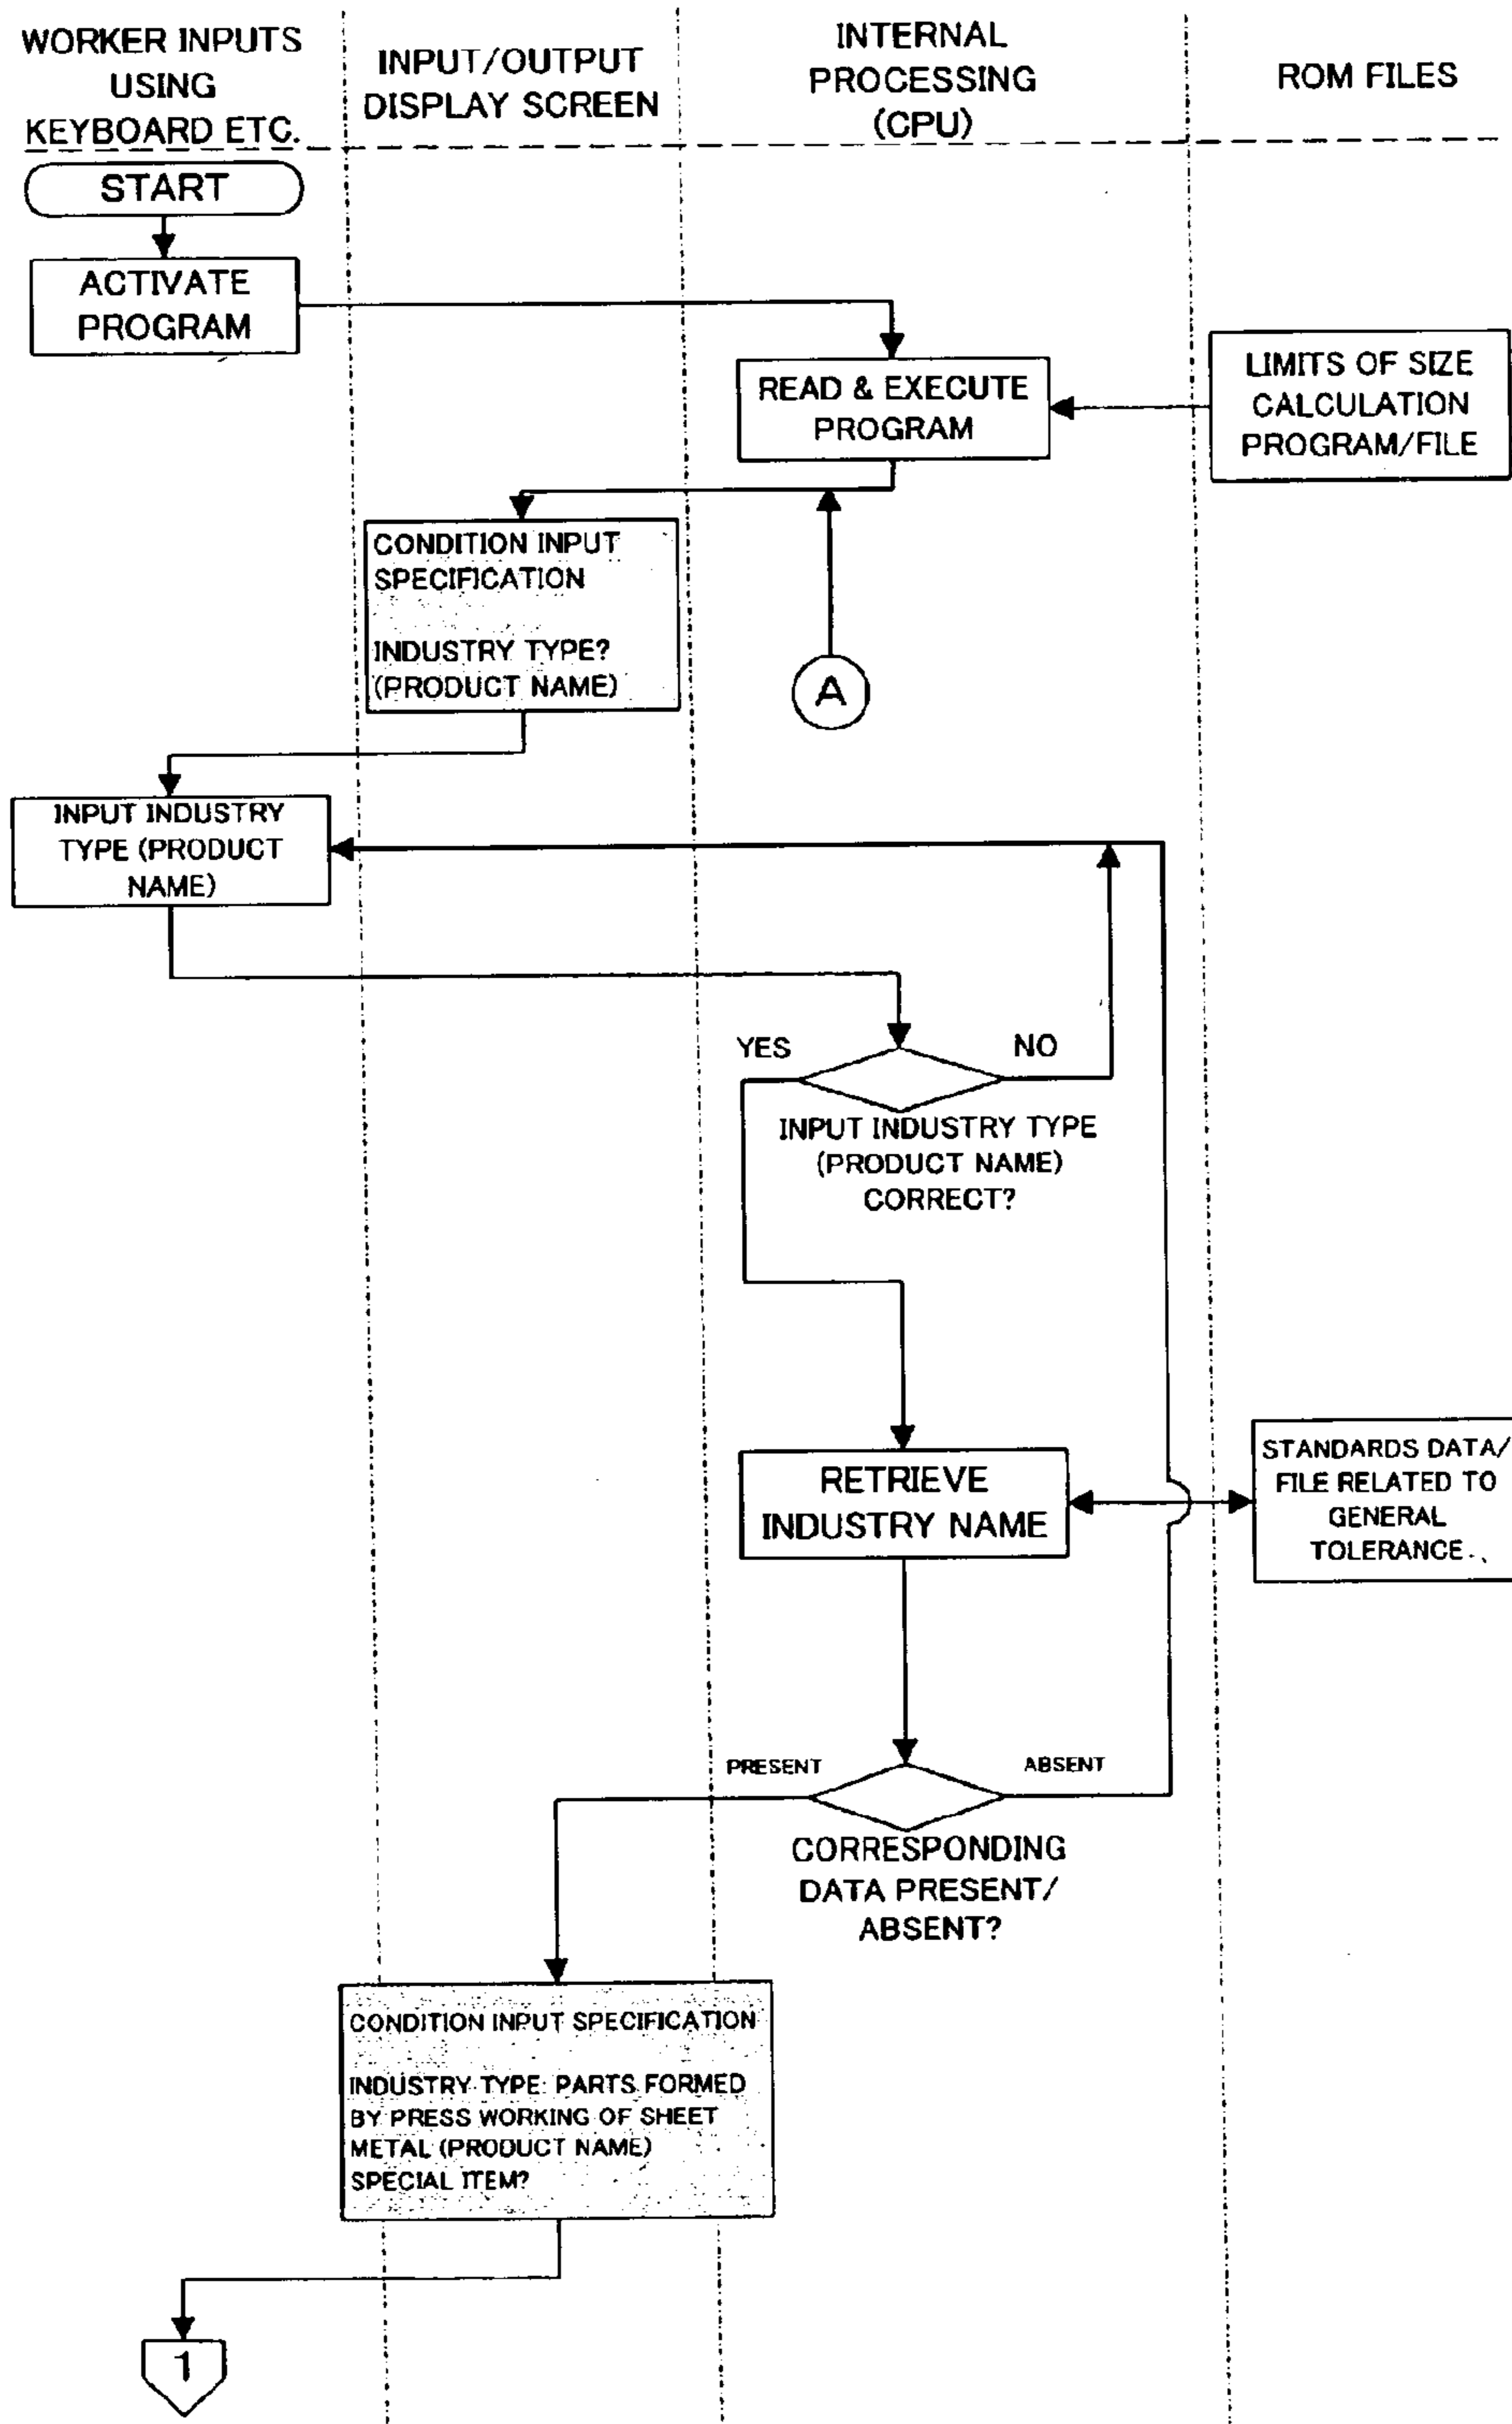 WORKER INPUTS
USING
KEYBOARD ETC.
INPUT/OUTPUT
DISPLAY SCREEN
INTERNAL
PROCESSING
(CPU)
ROM FILES
START
ACTIVATE
PROGRAM
READ & EXECUTE
PROGRAM
LIMITS OF SIZE
CALCULATION
PROGRAM/FILE
CONDITION INPUT
SPECIFICATION
INDUSTRY TYPE?
(PRODUCT NAME)
A
INPUT INDUSTRY
TYPE (PRODUCT
NAME)
YES
NO
INPUT INDUSTRY TYPE
(PRODUCT NAME)
CORRECT?
RETRIEVE
INDUSTRY NAME
STANDARDS DATA/
FILE RELATED TO
GENERAL
TOLERANCE.
PRESENT
ABSENT
CORRESPONDING
DATA PRESENT/
ABSENT?
CONDITION INPUT SPECIFICATION
INDUSTRY TYPE: PARTS FORMED
BY PRESS WORKING OF SHEET
METAL (PRODUCT NAME)
SPECIAL ITEM?
1